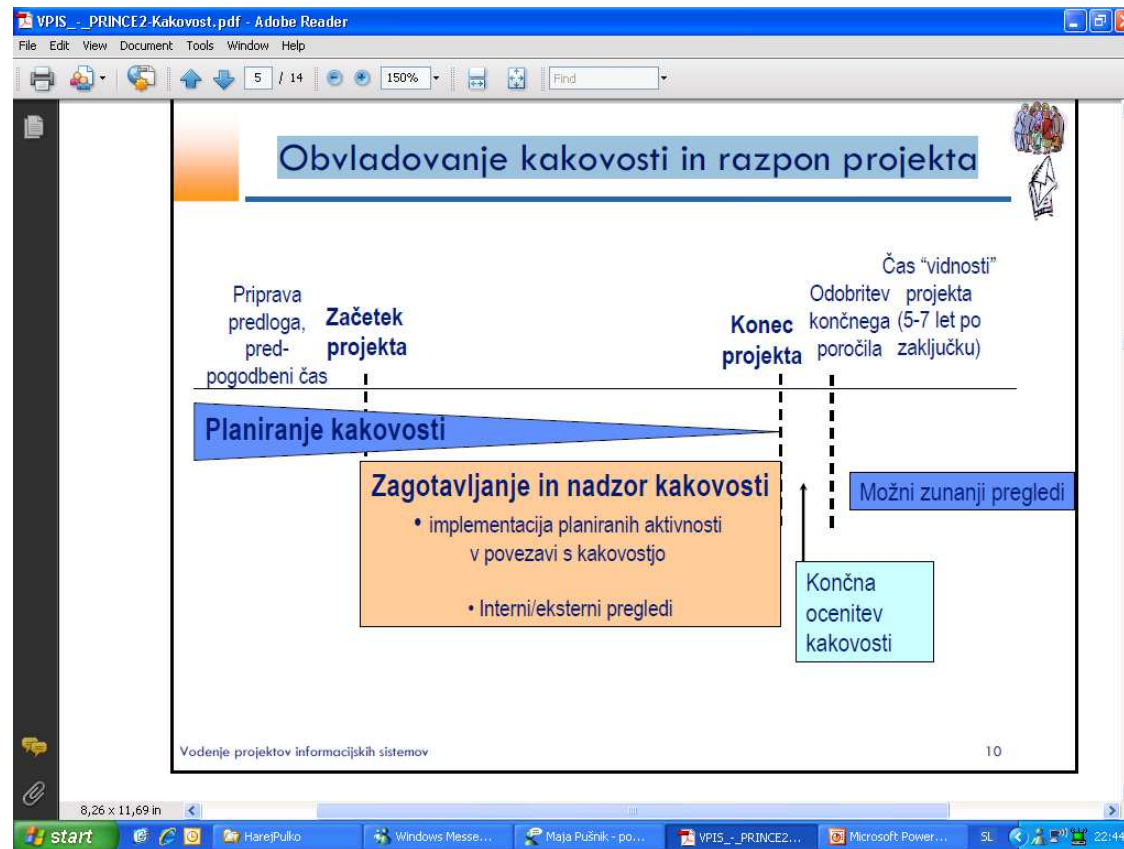 VPIS_-_PRINCE2-Kakovost.pdf - Adobe Reader
File Edit View Document Tools Window Help
5 / 14 150% Find
Obvladovanje kakovosti in razpon projekta
Priprava
predloga,
pred-
pogodbeni čas
Začetek
projekta
Konec
projekta
Odobritev
končnega
poročila
Čas “vidnosti”
projekta
(5-7 let po
zaključku)
Planiranje kakovosti
Zagotavljanje in nadzor kakovosti
• implementacija planiranih aktivnosti
v povezavi s kakovostjo
• Interni/eksterni pregledi
Možni zunanji pregledi
Končna
ocenitev
kakovosti
Vodenje projektov informacijskih sistemov 10
8,26 x 11,69 in
start HarejPulko Windows Messe... Maja Pušnik - po... VPIS_-_PRINCE2... Microsoft Power... SL 22:44